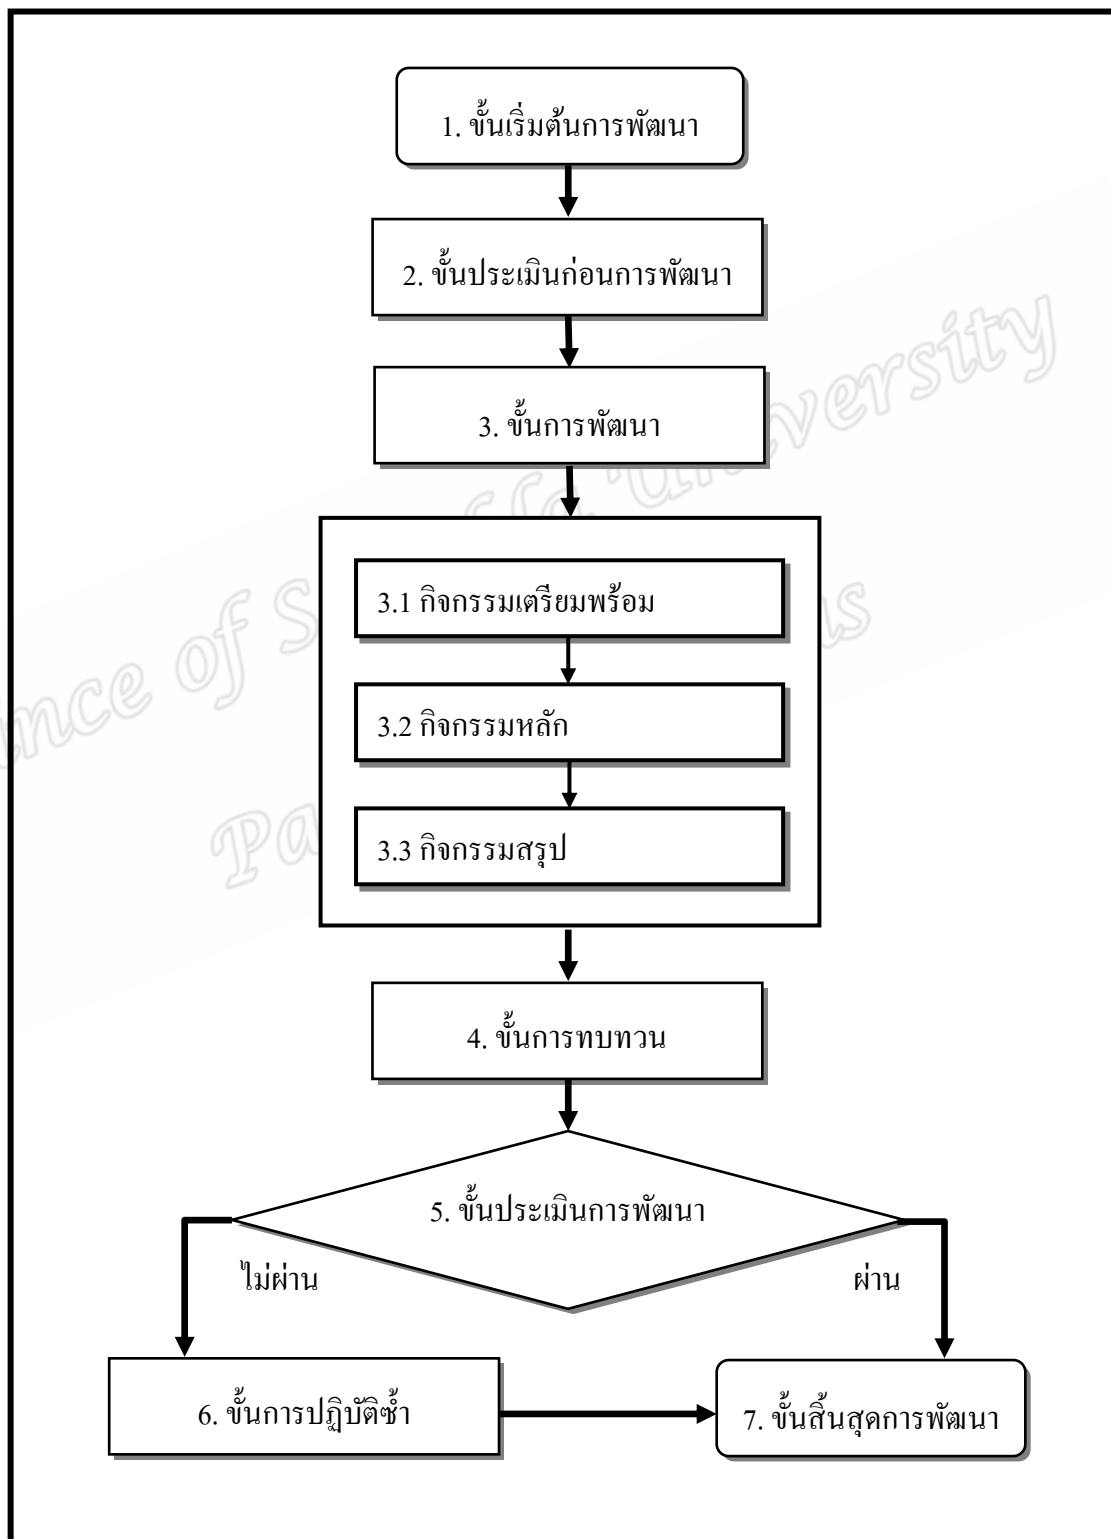 1. ขั้นเริ่มต้นการพัฒนา
2. ขั้นประเมินก่อนการพัฒนา
3. ขั้นการพัฒนา
3.1 กิจกรรมเตรียมพร้อม
3.2 กิจกรรมหลัก
3.3 กิจกรรมสรุป
4. ขั้นการทบทวน
5. ขั้นประเมินการพัฒนา
ไม่ผ่าน
ผ่าน
6. ขั้นการปฏิบัติซ้ำ
7. ขั้นสิ้นสุดการพัฒนา
of
University